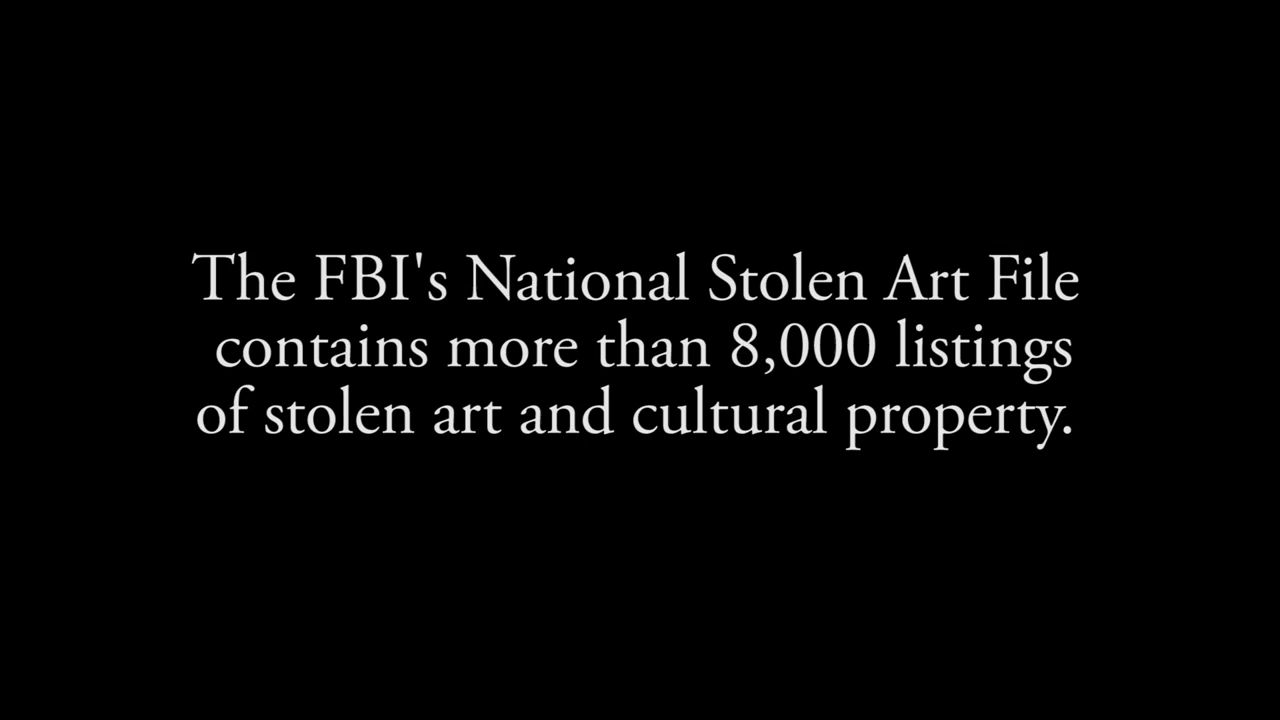 The FBI's National Stolen Art File
contains more than 8,000 listings
of stolen art and cultural property.